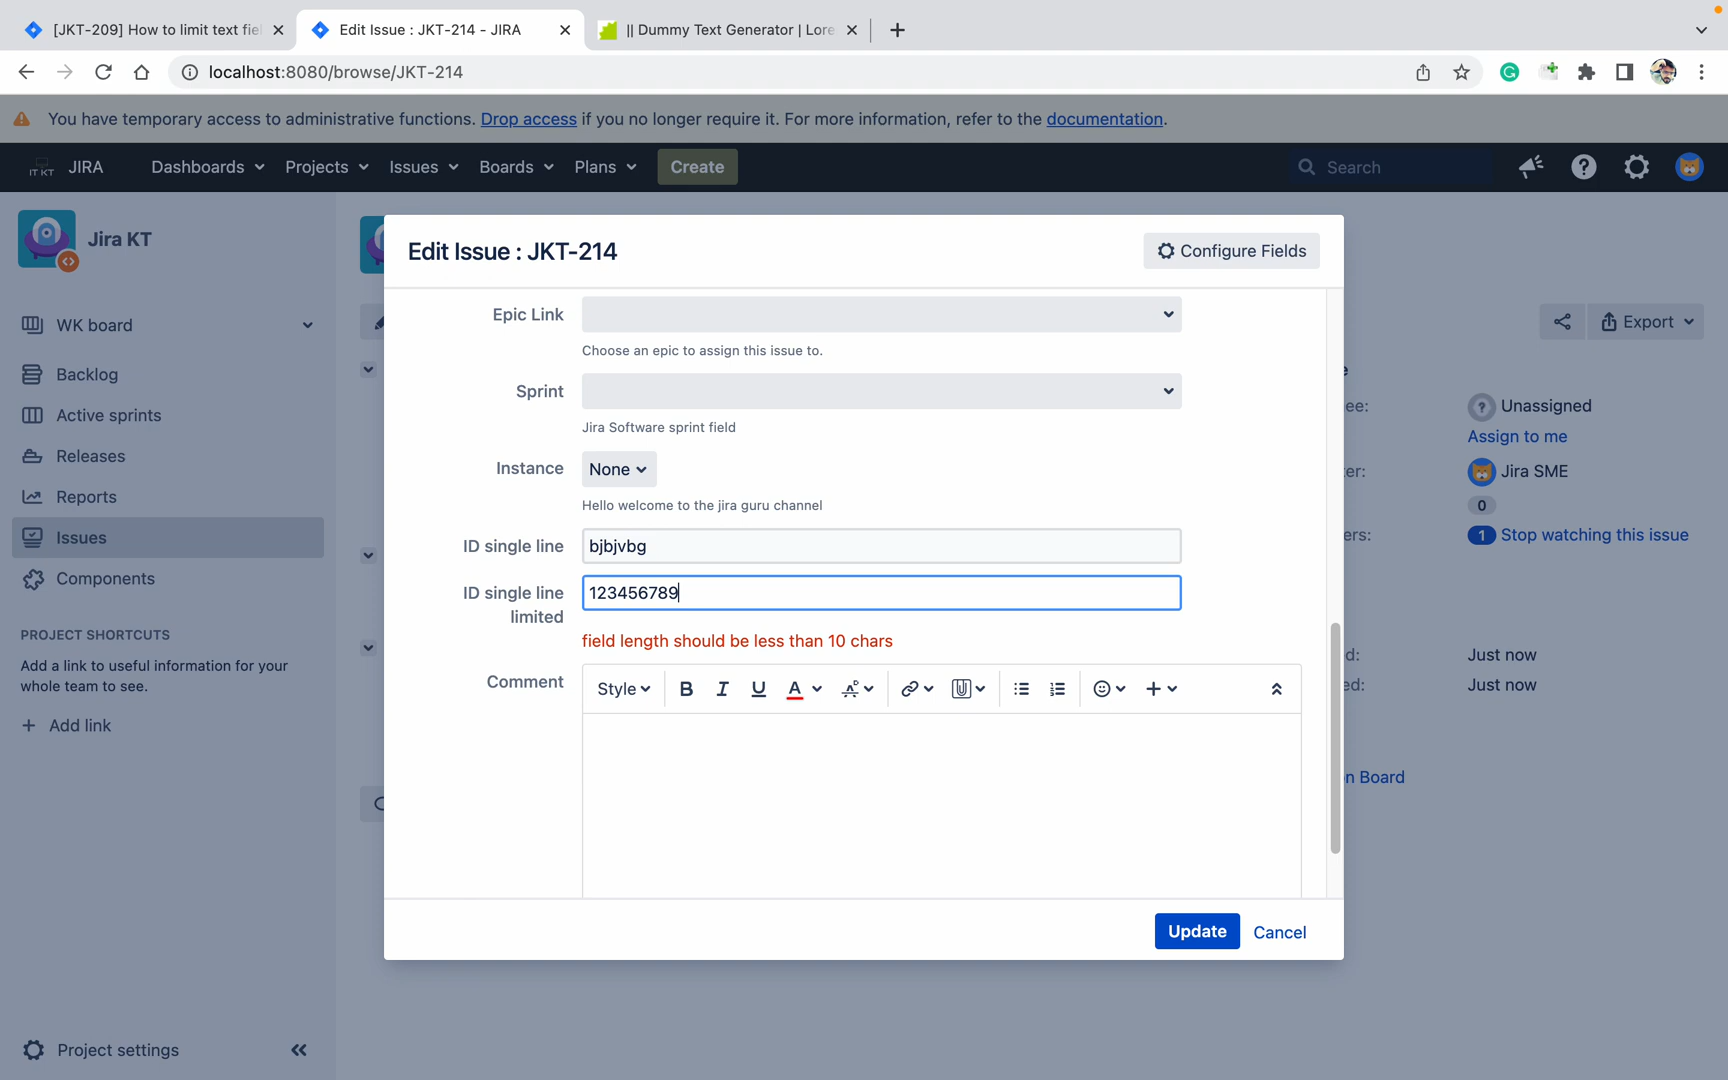 [JKT-209] How to limit text fie
Edit Issue : JKT-214 - JIRA
|| Dummy Text Generator | Lore
localhost:8080/browse/JKT-214
You have temporary access to administrative functions. Drop access if you no longer require it. For more information, refer to the documentation.
IT KT JIRA Dashboards Projects Issues Boards Plans Create Search
Jira KT
WK board
Backlog
Active sprints
Releases
Reports
Issues
Components
PROJECT SHORTCUTS
Add a link to useful information for your
whole team to see.
+ Add link
Project settings
Edit Issue : JKT-214
Configure Fields
Epic Link
Choose an epic to assign this issue to.
Sprint
Jira Software sprint field
Instance None
Hello welcome to the jira guru channel
ID single line bjbjvbg
ID single line
limited
123456789
field length should be less than 10 chars
Comment
Style B I U A
Update Cancel
Export
e
ee: Unassigned
Assign to me
er: Jira SME
0
ers: 1 Stop watching this issue
d: Just now
ed: Just now
n Board